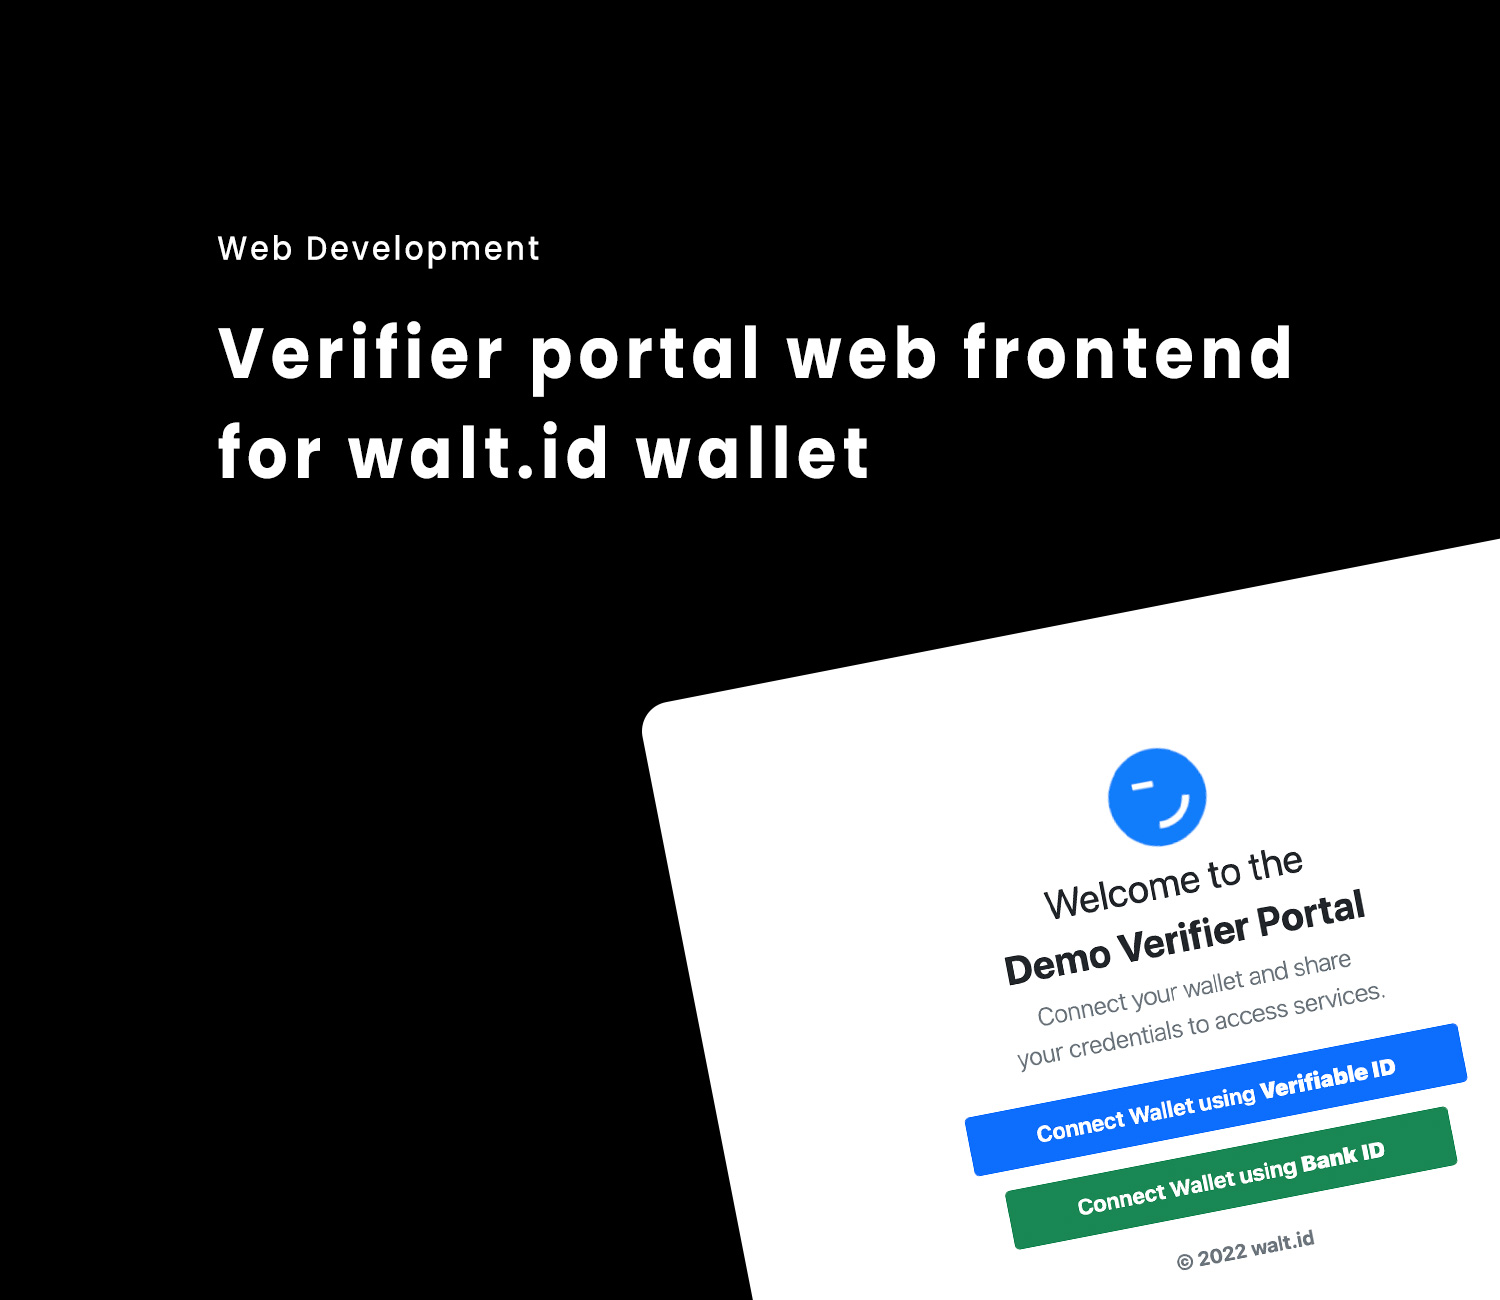 Web Development
Verifier portal web frontend
for walt.id wallet
Welcome to the
Demo Verifier Portal
Connect your wallet and share
your credentials to access services.
Connect Wallet using Verifiable ID
Connect Wallet using Bank ID
© 2022 walt.id